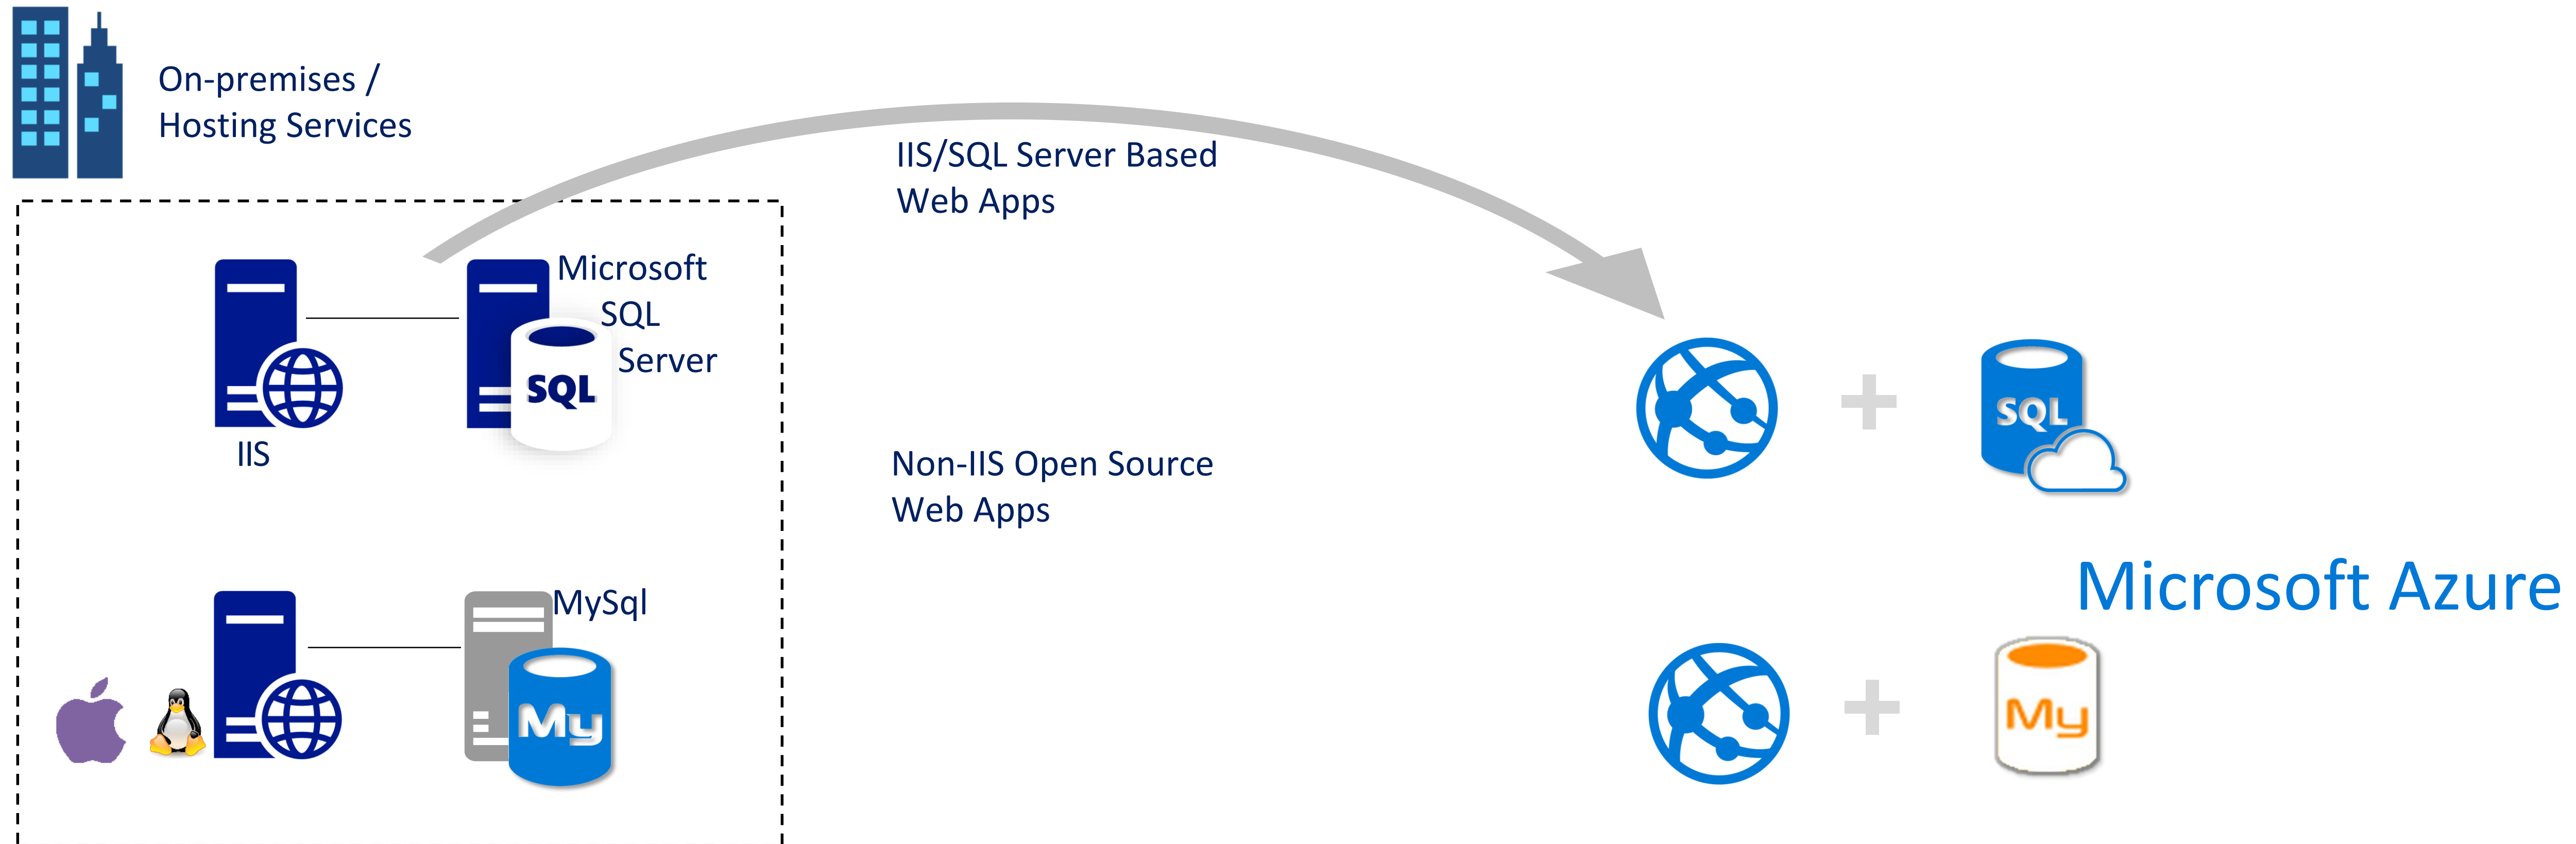 On-premises /
Hosting Services
IIS/SQL Server Based
Web Apps
Microsoft
SQL
Server
SQL
IIS
SQL
Non-IIS Open Source
Web Apps
Microsoft Azure
MySql
My
My